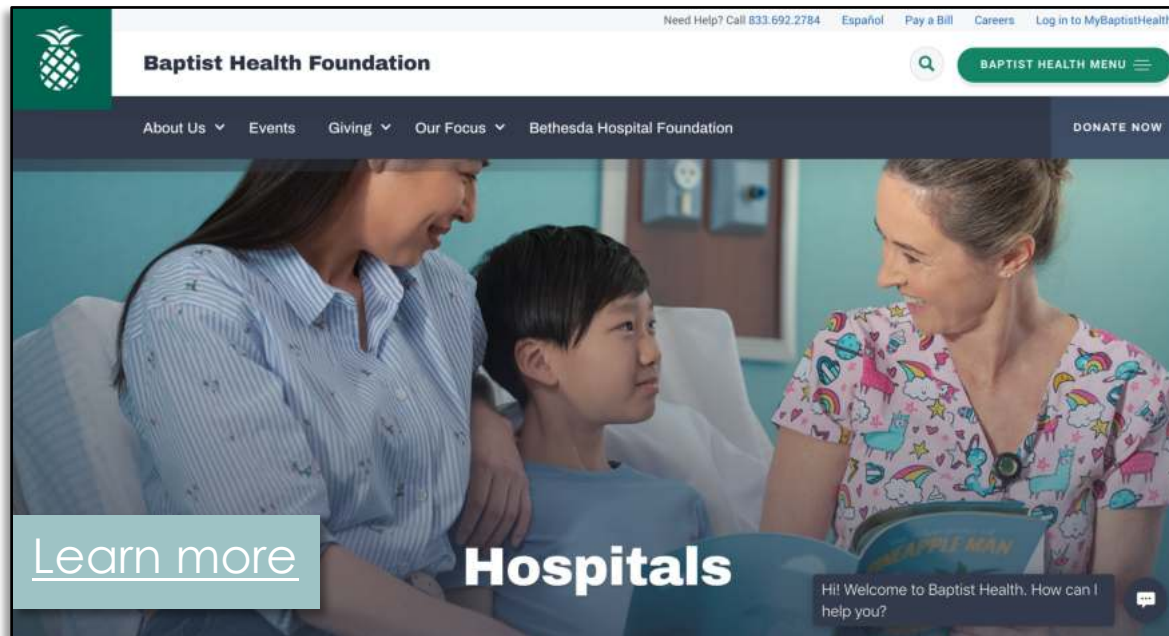 Need Help? Call 833.692.2784 Español Pay a Bill Careers Log in to MyBaptistHealth
Baptist Health Foundation
BAPTIST HEALTH MENU
About Us Events Giving Our Focus Bethesda Hospital Foundation DONATE NOW
PINEAPPLE MAN
Learn more
Hospitals
Hi! Welcome to Baptist Health. How can I
help you?